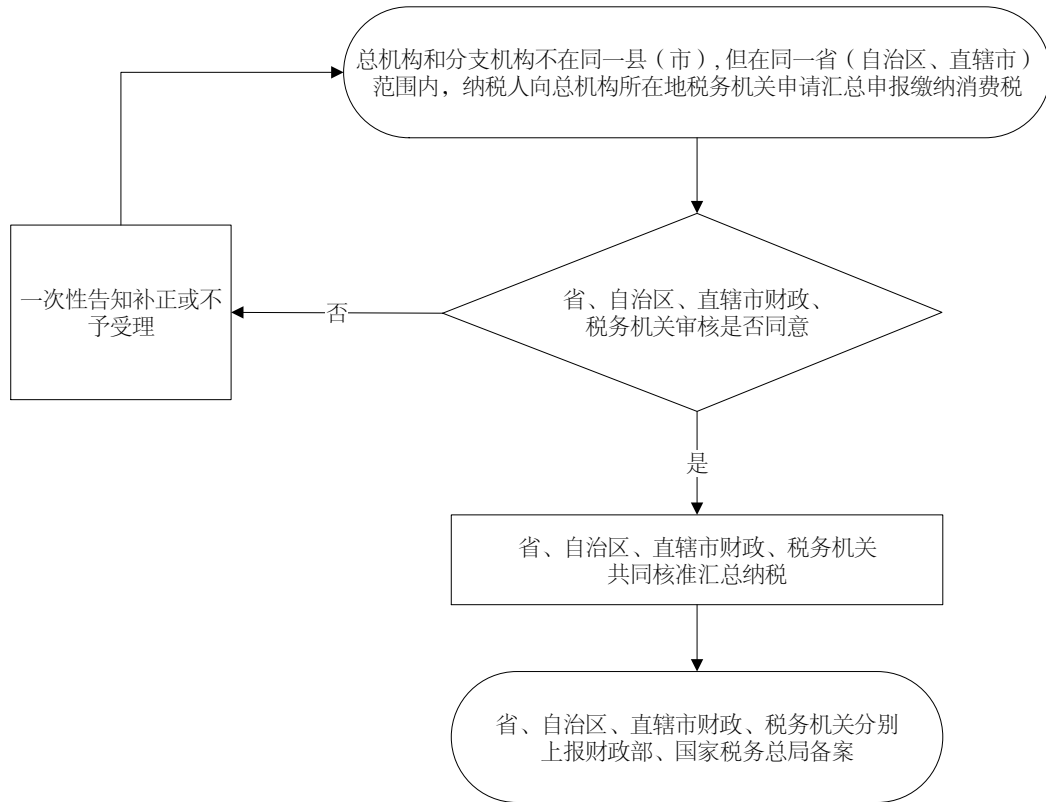 总机构和分支机构不在同一县（市）,但在同一省（自治区、直辖市）
范围内，纳税人向总机构所在地税务机关申请汇总申报缴纳消费税
省、自治区、直辖市财政、
税务机关审核是否同意
否
一次性告知补正或不
予受理
是
省、自治区、直辖市财政、税务机关
共同核准汇总纳税
省、自治区、直辖市财政、税务机关分别
上报财政部、国家税务总局备案